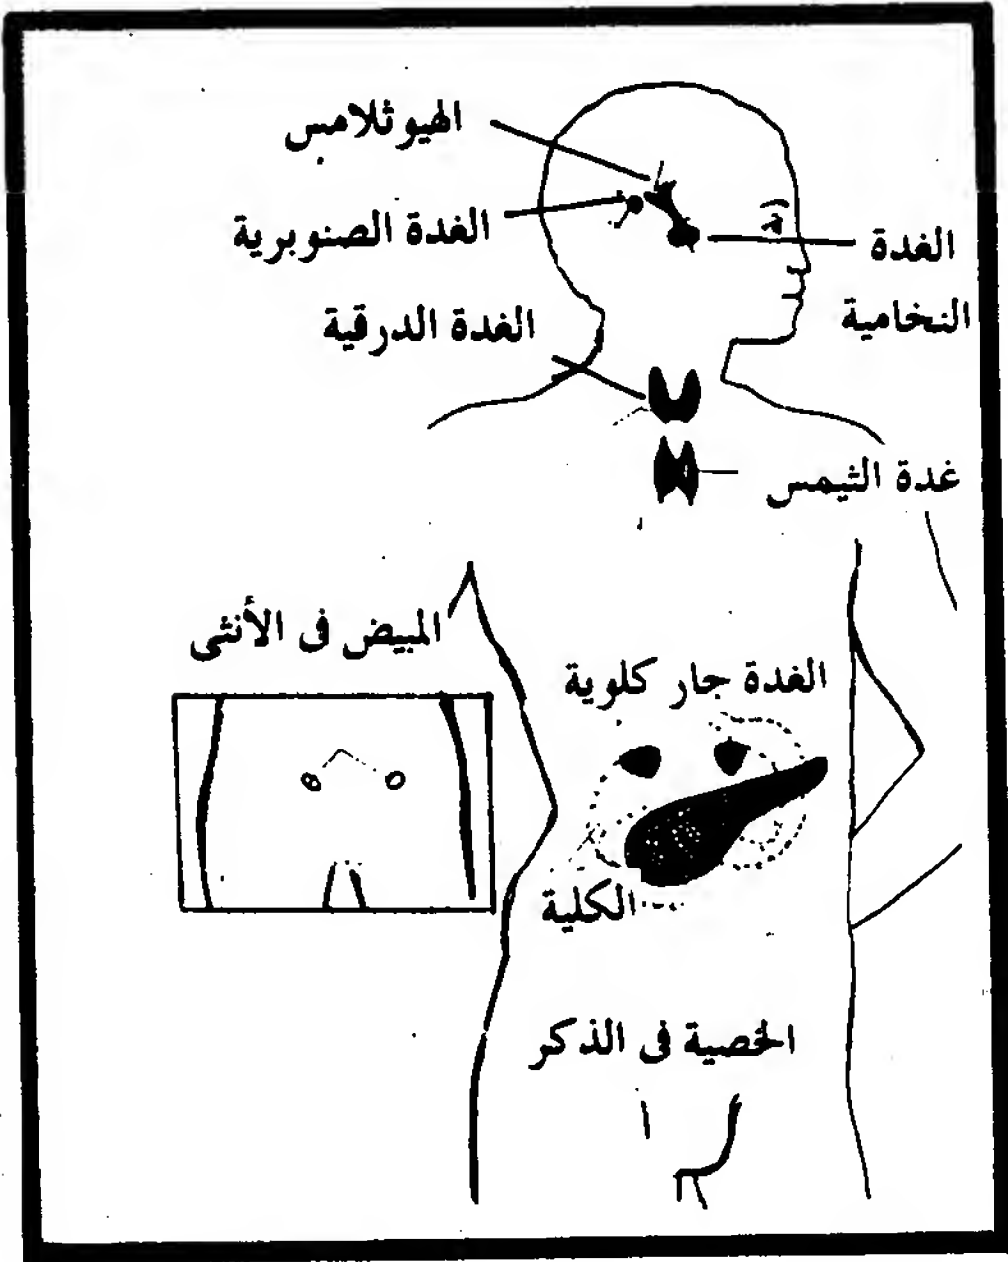 الهيوثلامس
الغدة الصنوبرية
الغدة
النخامية
الغدة الدرقية
غدة الثيمس
المبيض فى الأنثى
الغدة جار كلوية
الكلية
الخصية فى الذكر